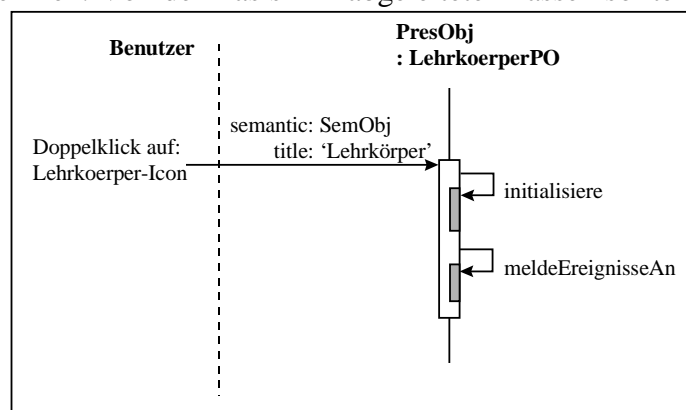 Benutzer
PresObj
: LehrkoerperPO
semantic: SemObj
title: ‘Lehrkörper’
Doppelklick auf:
Lehrkoerper-Icon
initialisiere
meldeEreignisseAn